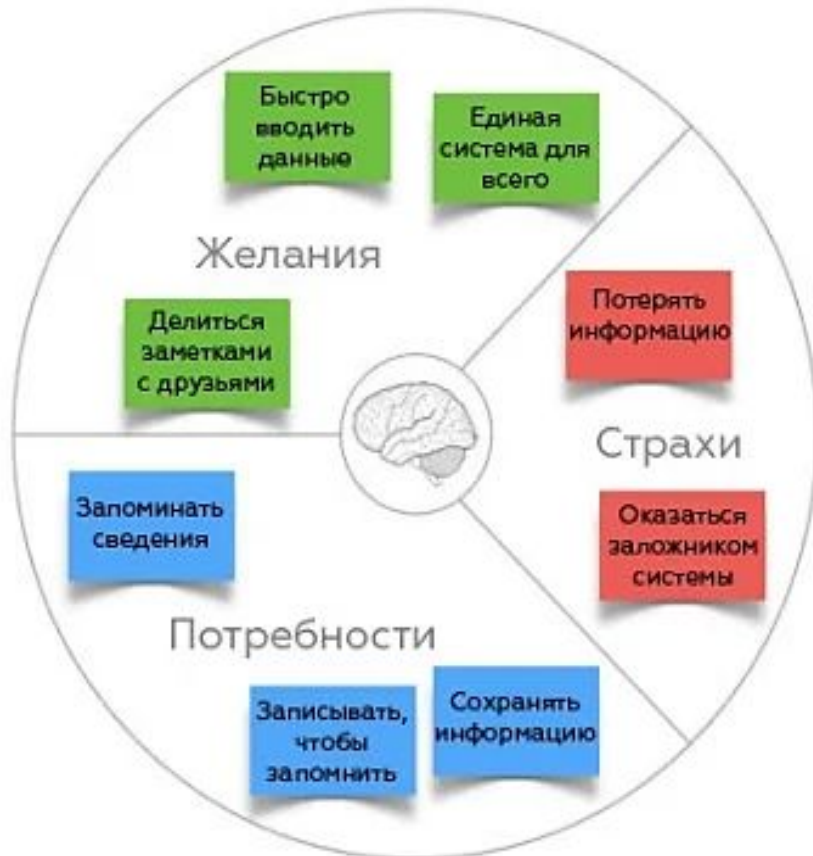 Быстро
вводить
данные
Единая
система для
всего
Желания
Делиться
заметками
с друзьями
Потерять
информацию
Страхи
Оказаться
заложником
системы
Запоминать
сведения
Потребности
Записывать,
чтобы
запомнить
Сохранять
информацию